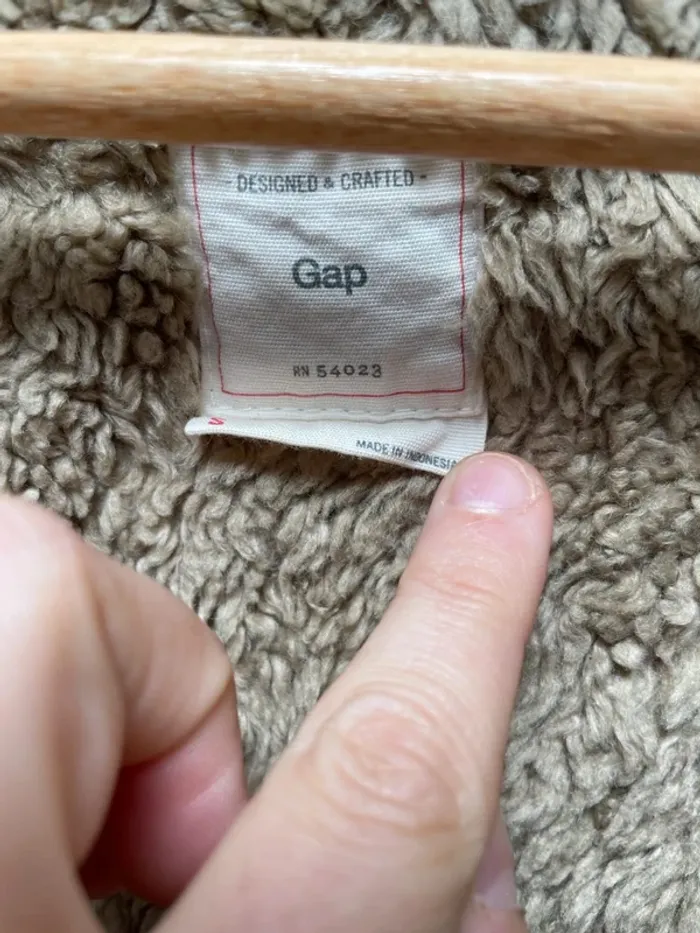 - DESIGNED & CRAFTED -
Gap
RN 54023
S
MADE IN INDONESIA